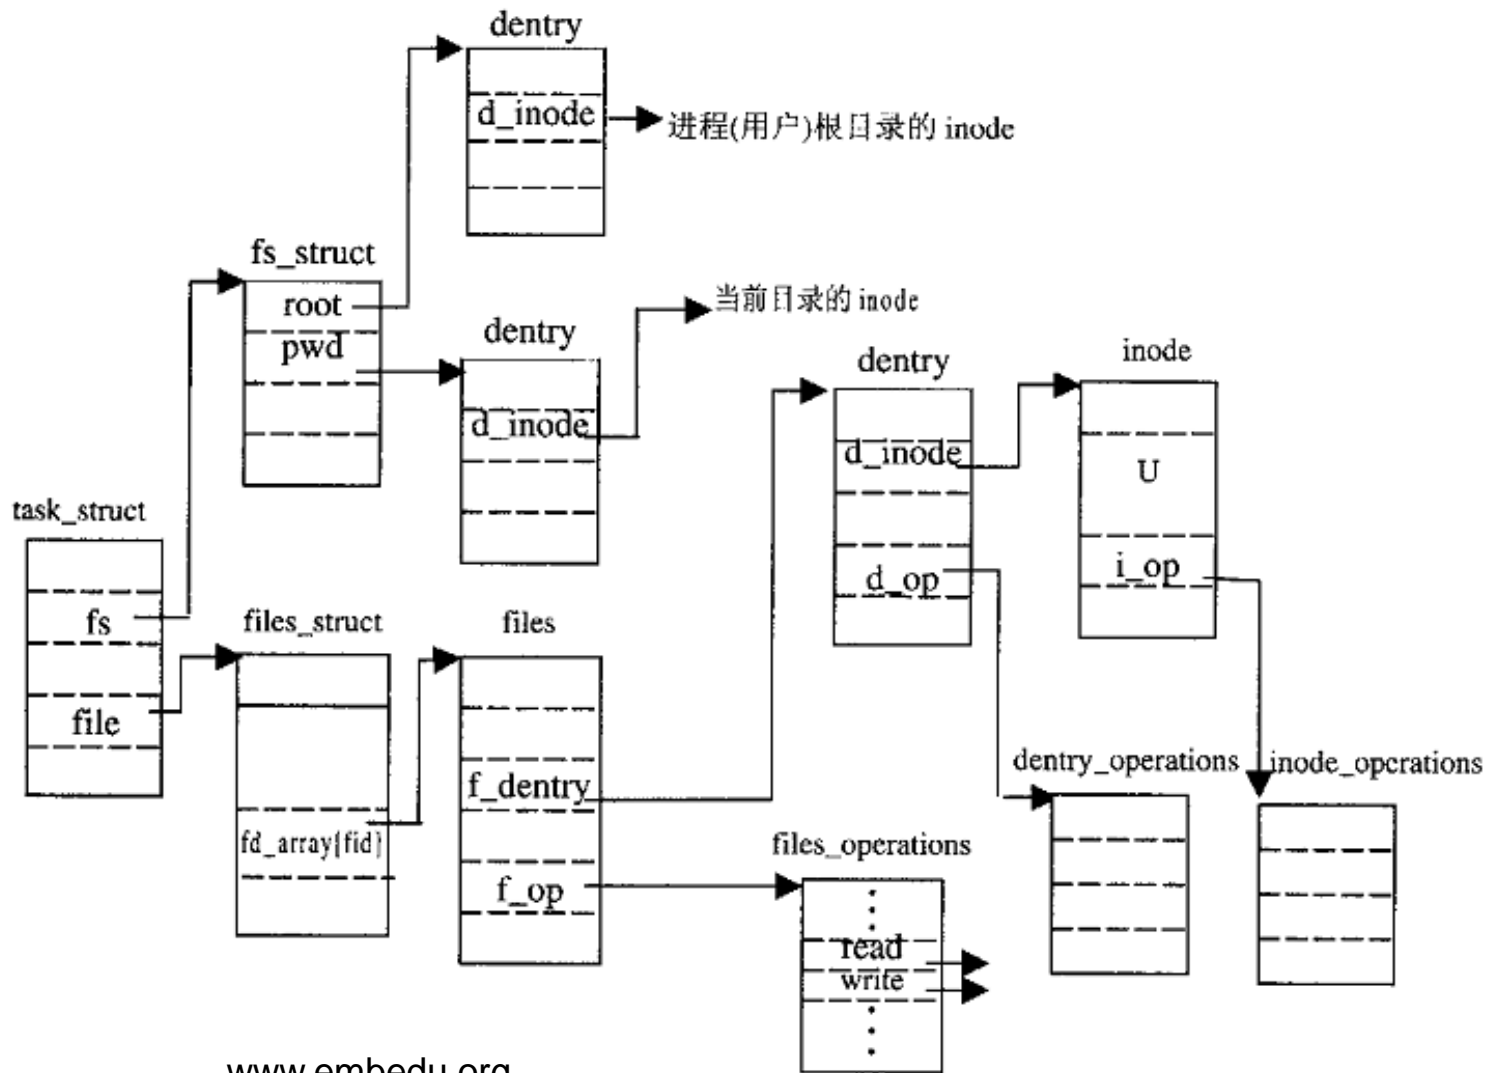 dentry
d_inode
进程(用户)根目录的 inode
fs_struct
root
pwd
dentry
d_inode
当前目录的 inode
dentry
d_inode
d_op
inode
U
i_op
task_struct
fs
file
files_struct
fd_array[fid]
files
f_dentry
f_op
dentry_operations
inode_operations
files_operations
read
write
www.embedu.org